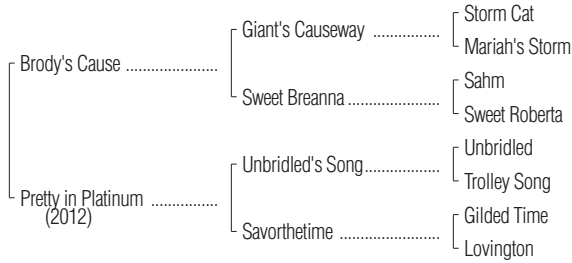 Storm Cat
Giant's Causeway ..................
Mariah's Storm
Brody's Cause .....................
Sahm
Sweet Breanna .....................
Sweet Roberta
Unbridled
Unbridled's Song ..................
Trolley Song
Pretty in Platinum ................
(2012)
Gilded Time
Savorthetime ......................
Lovington